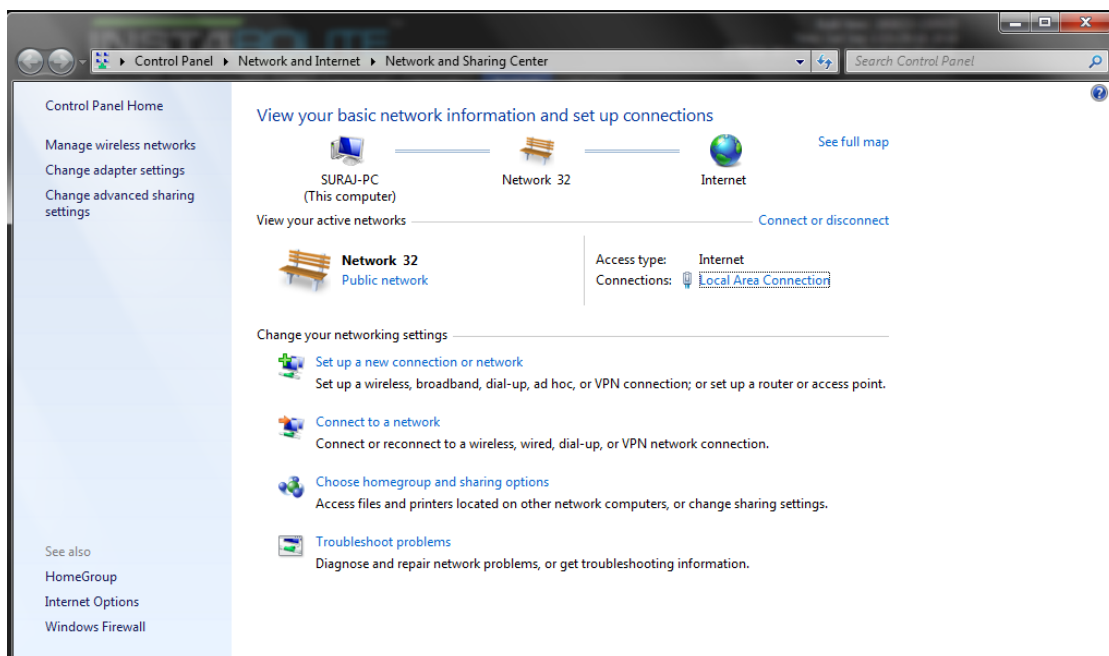 Control Panel ▸ Network and Internet ▸ Network and Sharing Center
Search Control Panel
Control Panel Home
Manage wireless networks
Change adapter settings
Change advanced sharing
settings
See also
HomeGroup
Internet Options
Windows Firewall
View your basic network information and set up connections
SURAJ-PC
(This computer)
Network 32
Internet
See full map
View your active networks
Connect or disconnect
Network 32
Public network
Access type: Internet
Connections: Local Area Connection
Change your networking settings
Set up a new connection or network
Set up a wireless, broadband, dial-up, ad hoc, or VPN connection; or set up a router or access point.
Connect to a network
Connect or reconnect to a wireless, wired, dial-up, or VPN network connection.
Choose homegroup and sharing options
Access files and printers located on other network computers, or change sharing settings.
Troubleshoot problems
Diagnose and repair network problems, or get troubleshooting information.